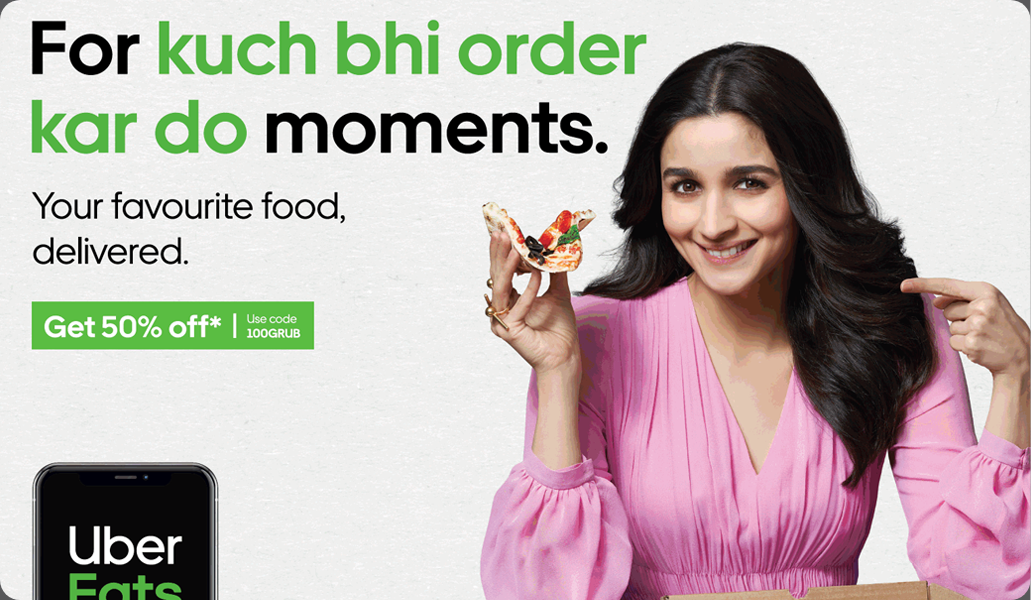 For kuch bhi order
kar do moments.
Your favourite food,
delivered.
Get 50% off* | Use code
100GRUB
Uber
Eats